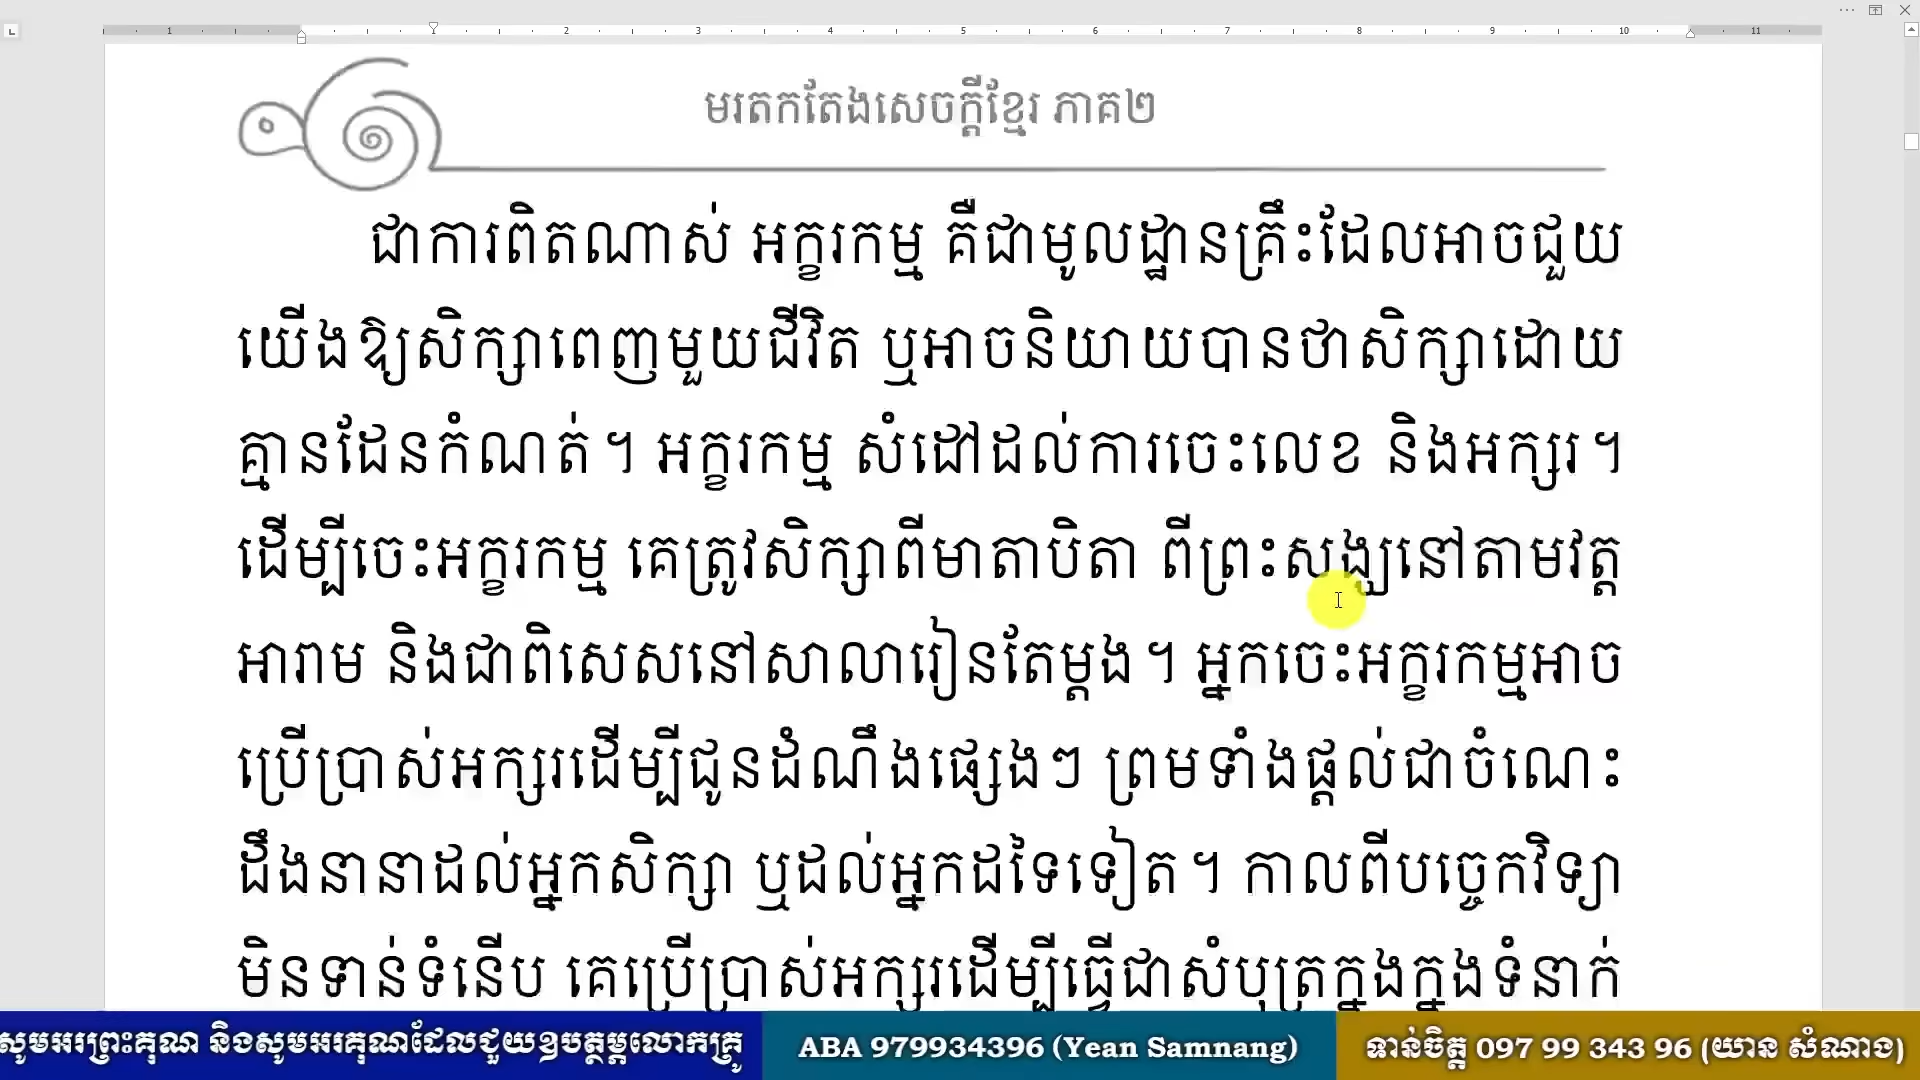 1 1 2 3 4 5 6 7 8 9 10 11
មរតកតែងសេចក្តីខ្មែរ ភាគ២
ជាការពិតណាស់ អក្ខរកម្ម គឺជាមូលដ្ឋានគ្រឹះដែលអាចជួយ
យើងឱ្យសិក្សាពេញមួយជីវិត ឬអាចនិយាយបានថាសិក្សាដោយ
គ្មានដែនកំណត់។ អក្ខរកម្ម សំដៅដល់ការចេះលេខ និងអក្សរ។
ដើម្បីចេះអក្ខរកម្ម គេត្រូវសិក្សាពីមាតាបិតា ពីព្រះសង្ឃនៅតាមវត្ត
អារាម និងជាពិសេសនៅសាលារៀនតែម្តង។ អ្នកចេះអក្ខរកម្មអាច
ប្រើប្រាស់អក្សរដើម្បីជូនដំណឹងផ្សេងៗ ព្រមទាំងផ្តល់ជាចំណេះ
ដឹងនានាដល់អ្នកសិក្សា ឬដល់អ្នកដទៃទៀត។ កាលពីបច្ចេកវិទ្យា
មិនទាន់ទំនើប គេប្រើប្រាស់អក្សរដើម្បីធ្វើជាសំបុត្រក្នុងក្នុងទំនាក់
សូមអរព្រះគុណ និងសូមអរគុណដែលជួយឧបត្ថម្ភលោកគ្រូ
ABA 979934396 (Yean Samnang)
ទាន់ចិត្ត 097 99 343 96 (យាន សំណាង)